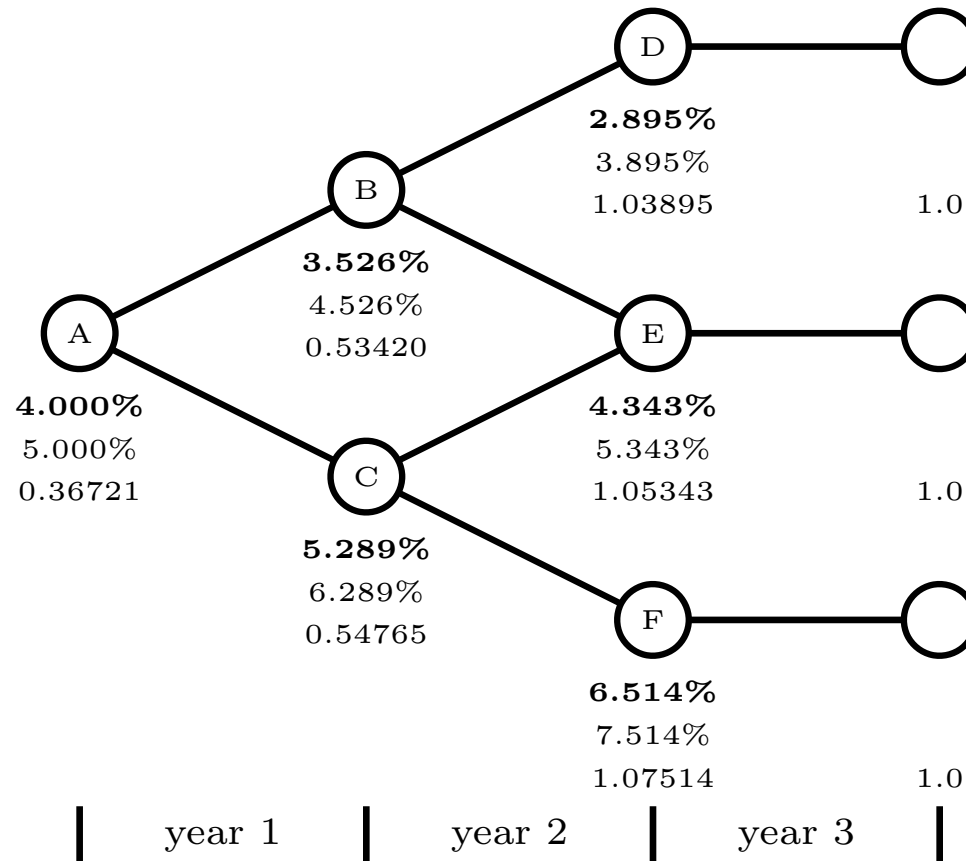 D
2.895%
3.895%
1.03895
1.0
B
3.526%
4.526%
0.53420
A
4.000%
5.000%
0.36721
E
4.343%
5.343%
1.05343
1.0
C
5.289%
6.289%
0.54765
F
6.514%
7.514%
1.07514
1.0
year 1
year 2
year 3